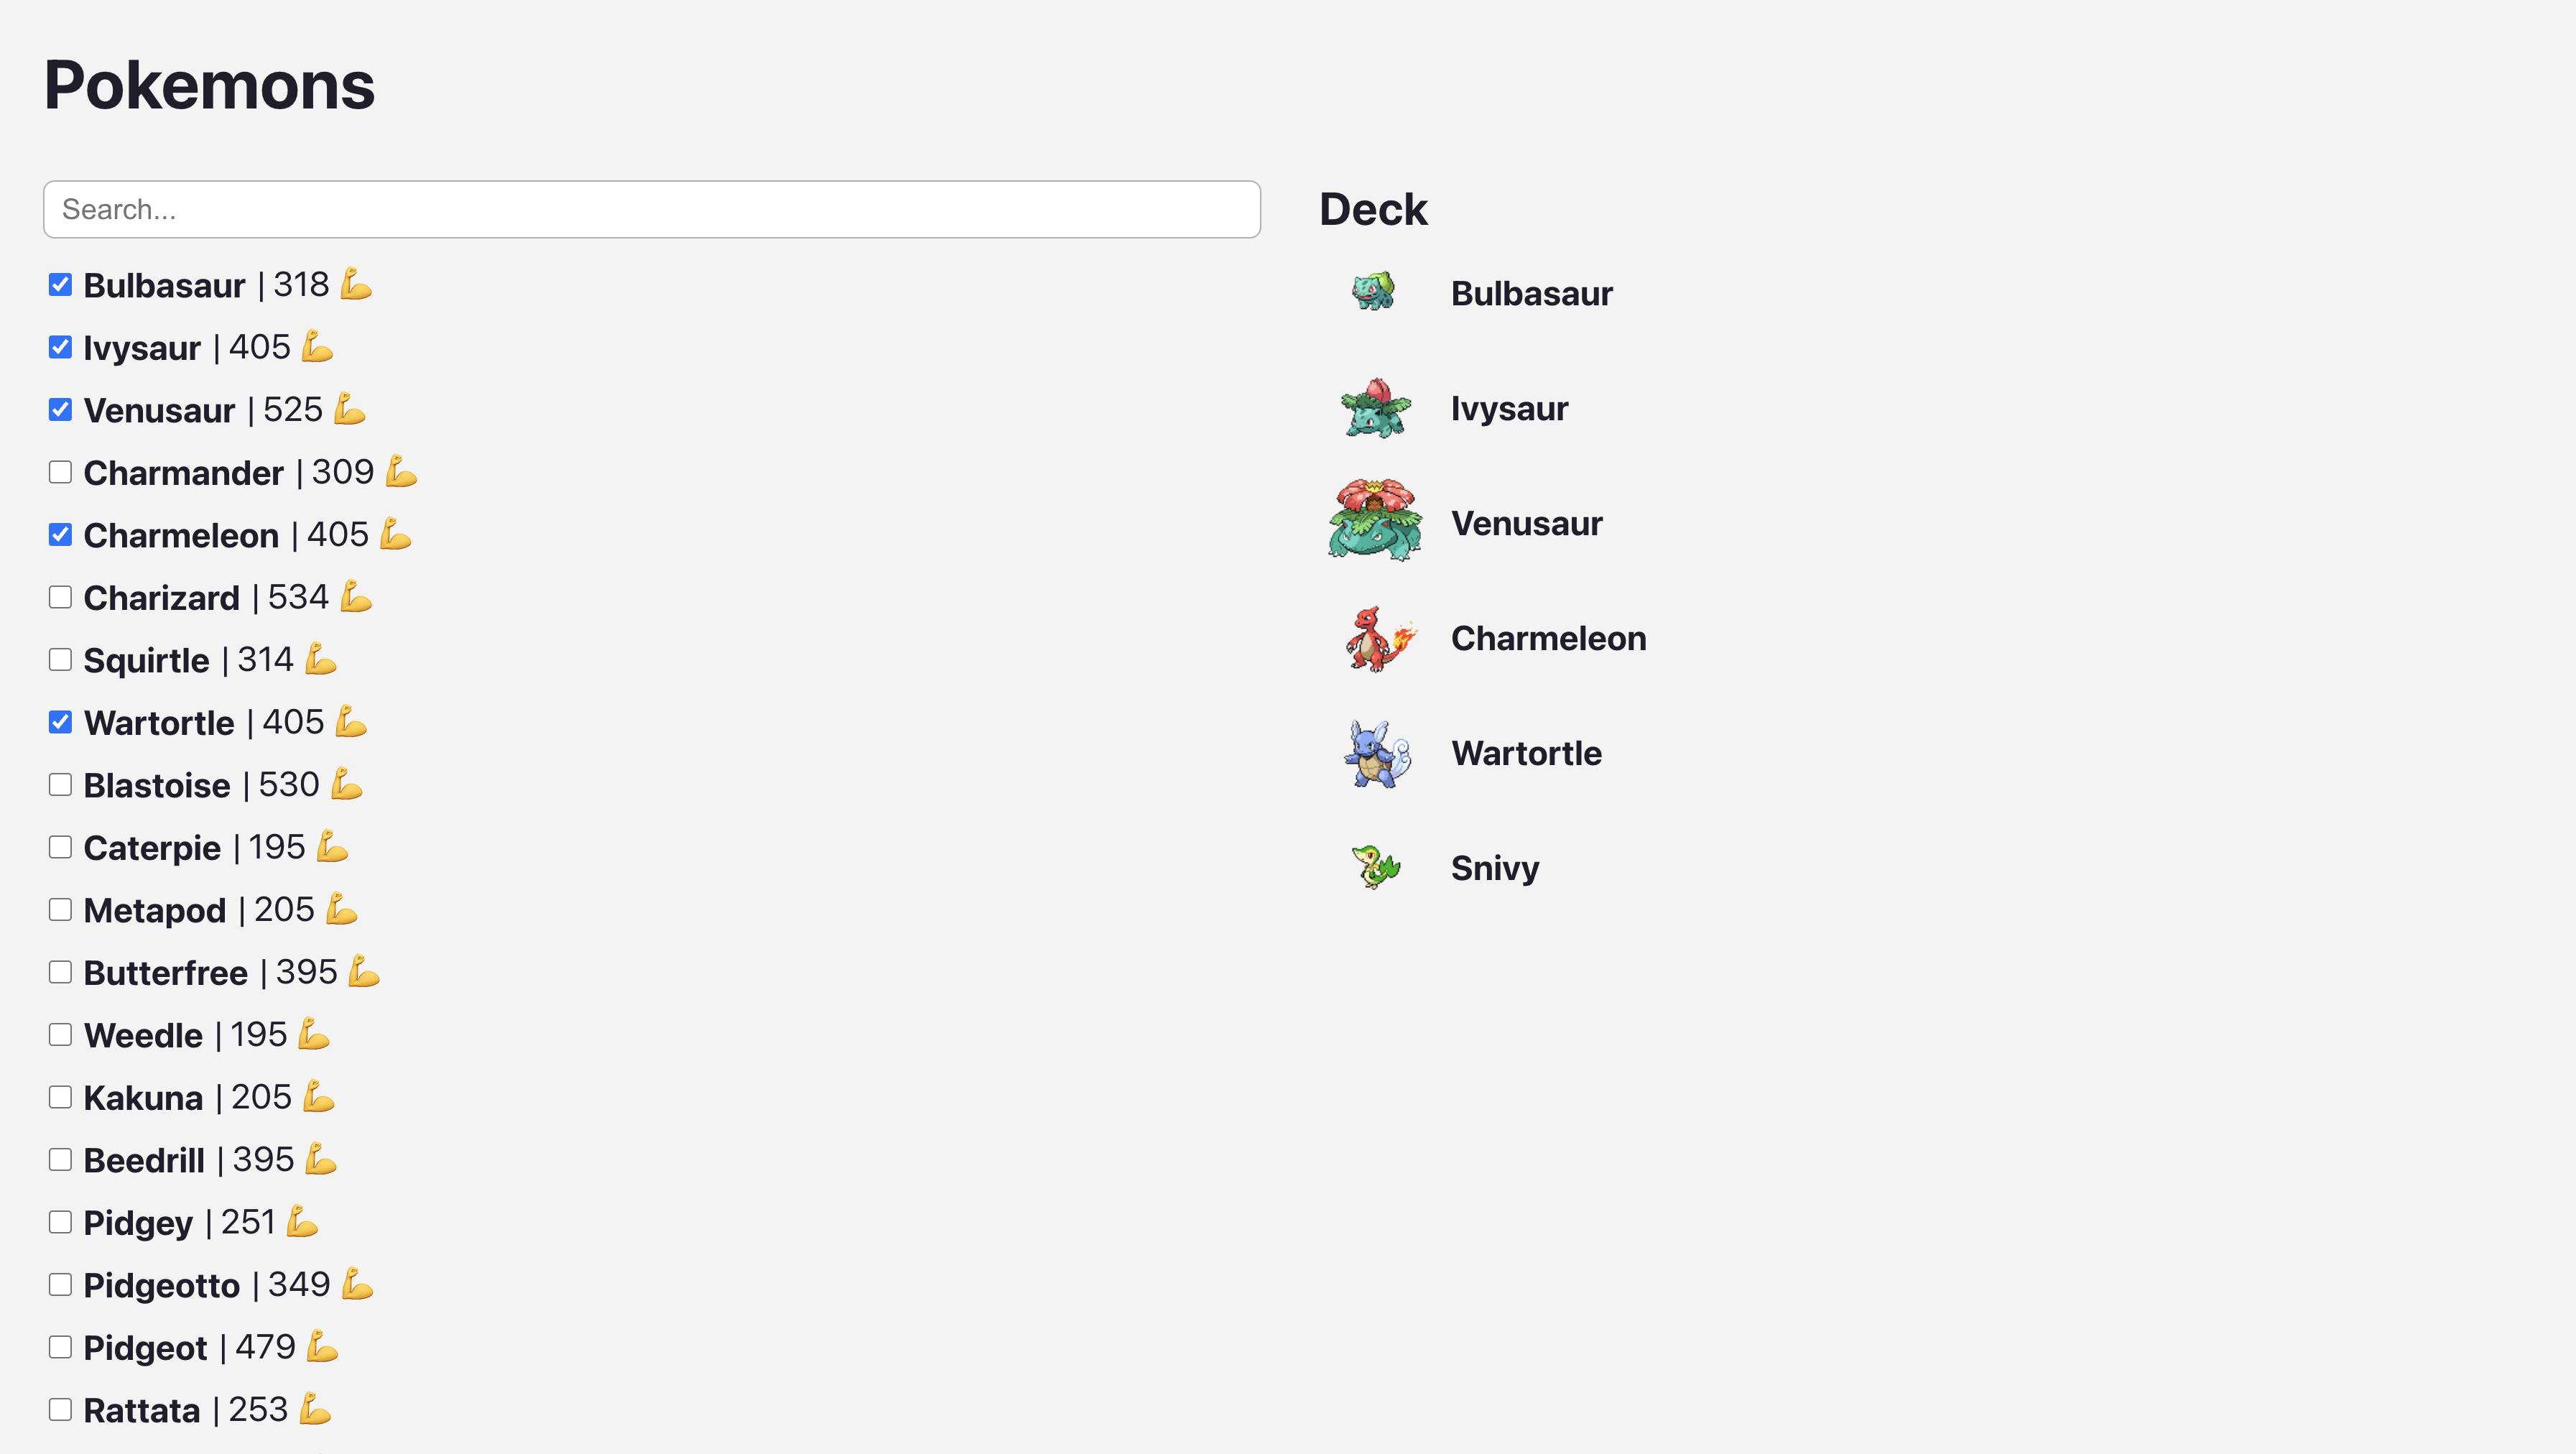 Pokemons
Search...
Bulbasaur | 318 💪
Ivysaur | 405 💪
Venusaur | 525 💪
Charmander | 309 💪
Charmeleon | 405 💪
Charizard | 534 💪
Squirtle | 314 💪
Wartortle | 405 💪
Blastoise | 530 💪
Caterpie | 195 💪
Metapod | 205 💪
Butterfree | 395 💪
Weedle | 195 💪
Kakuna | 205 💪
Beedrill | 395 💪
Pidgey | 251 💪
Pidgeotto | 349 💪
Pidgeot | 479 💪
Rattata | 253 💪
Deck
Bulbasaur
Ivysaur
Venusaur
Charmeleon
Wartortle
Snivy